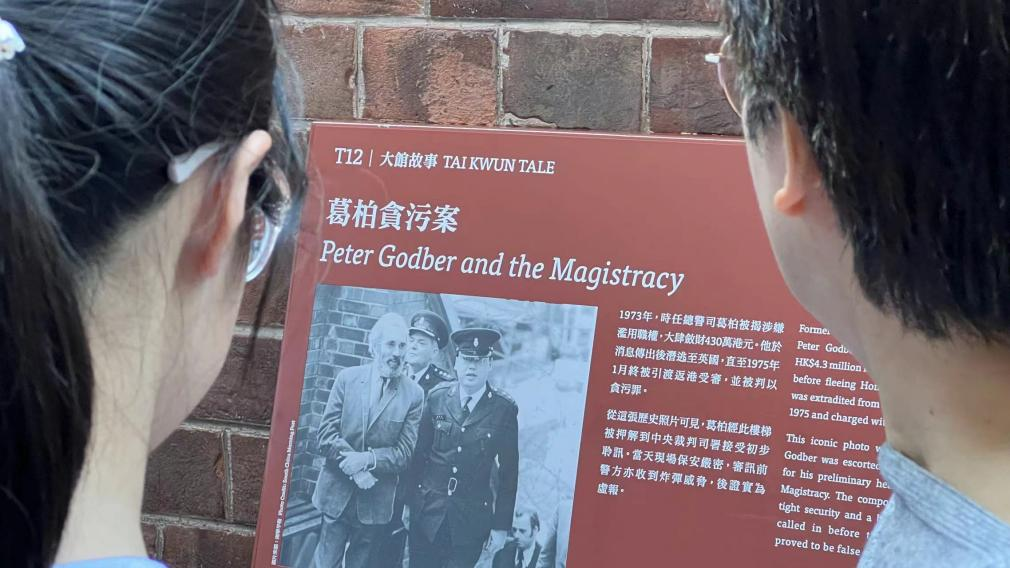 T12 | 大館故事 TAI KWUN TALE
葛柏貪污案
Peter Godber and the Magistracy
1973年，時任總警司葛柏被揭涉嫌
濫用職權，大肆斂財430萬港元。他於
消息傳出後潛逃至英國，直至1975年
1月終被引渡返港受審，並被判以
貪污罪。
從這張歷史照片可見，葛柏經此樓梯
被押解到中央裁判司署接受初步
聆訊。當天現場保安嚴密，審訊前
警方亦收到炸彈威脅，後證實為
虛報。
Former
Peter Godb
HK$4.3 million
before fleeing Hon
was extradited from
1975 and charged wi
This iconic photo
Godber was escorte
for his preliminary he
Magistracy. The compo
tight security and a
called in before t
proved to be false
Photo Credit: South China Morning Post